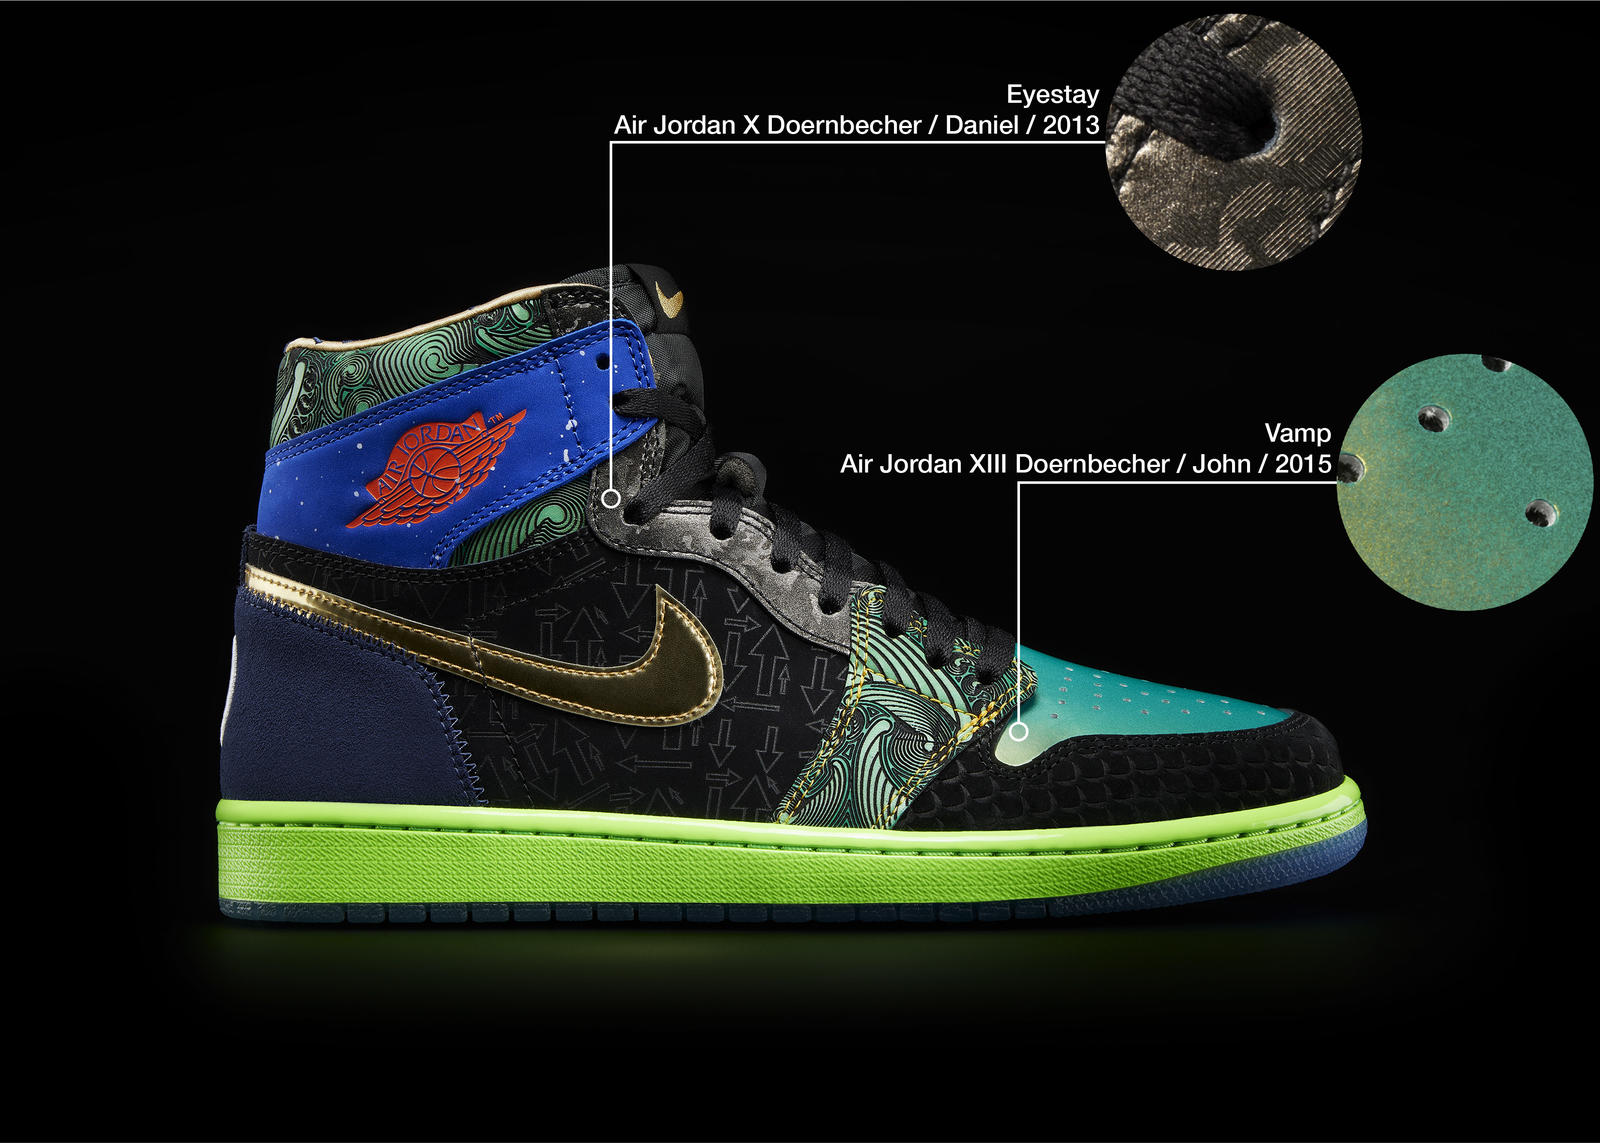 Eyestay
Air Jordan X Doernbecher / Daniel / 2013
Vamp
Air Jordan XIII Doernbecher / John / 2015
AIR JORDAN™